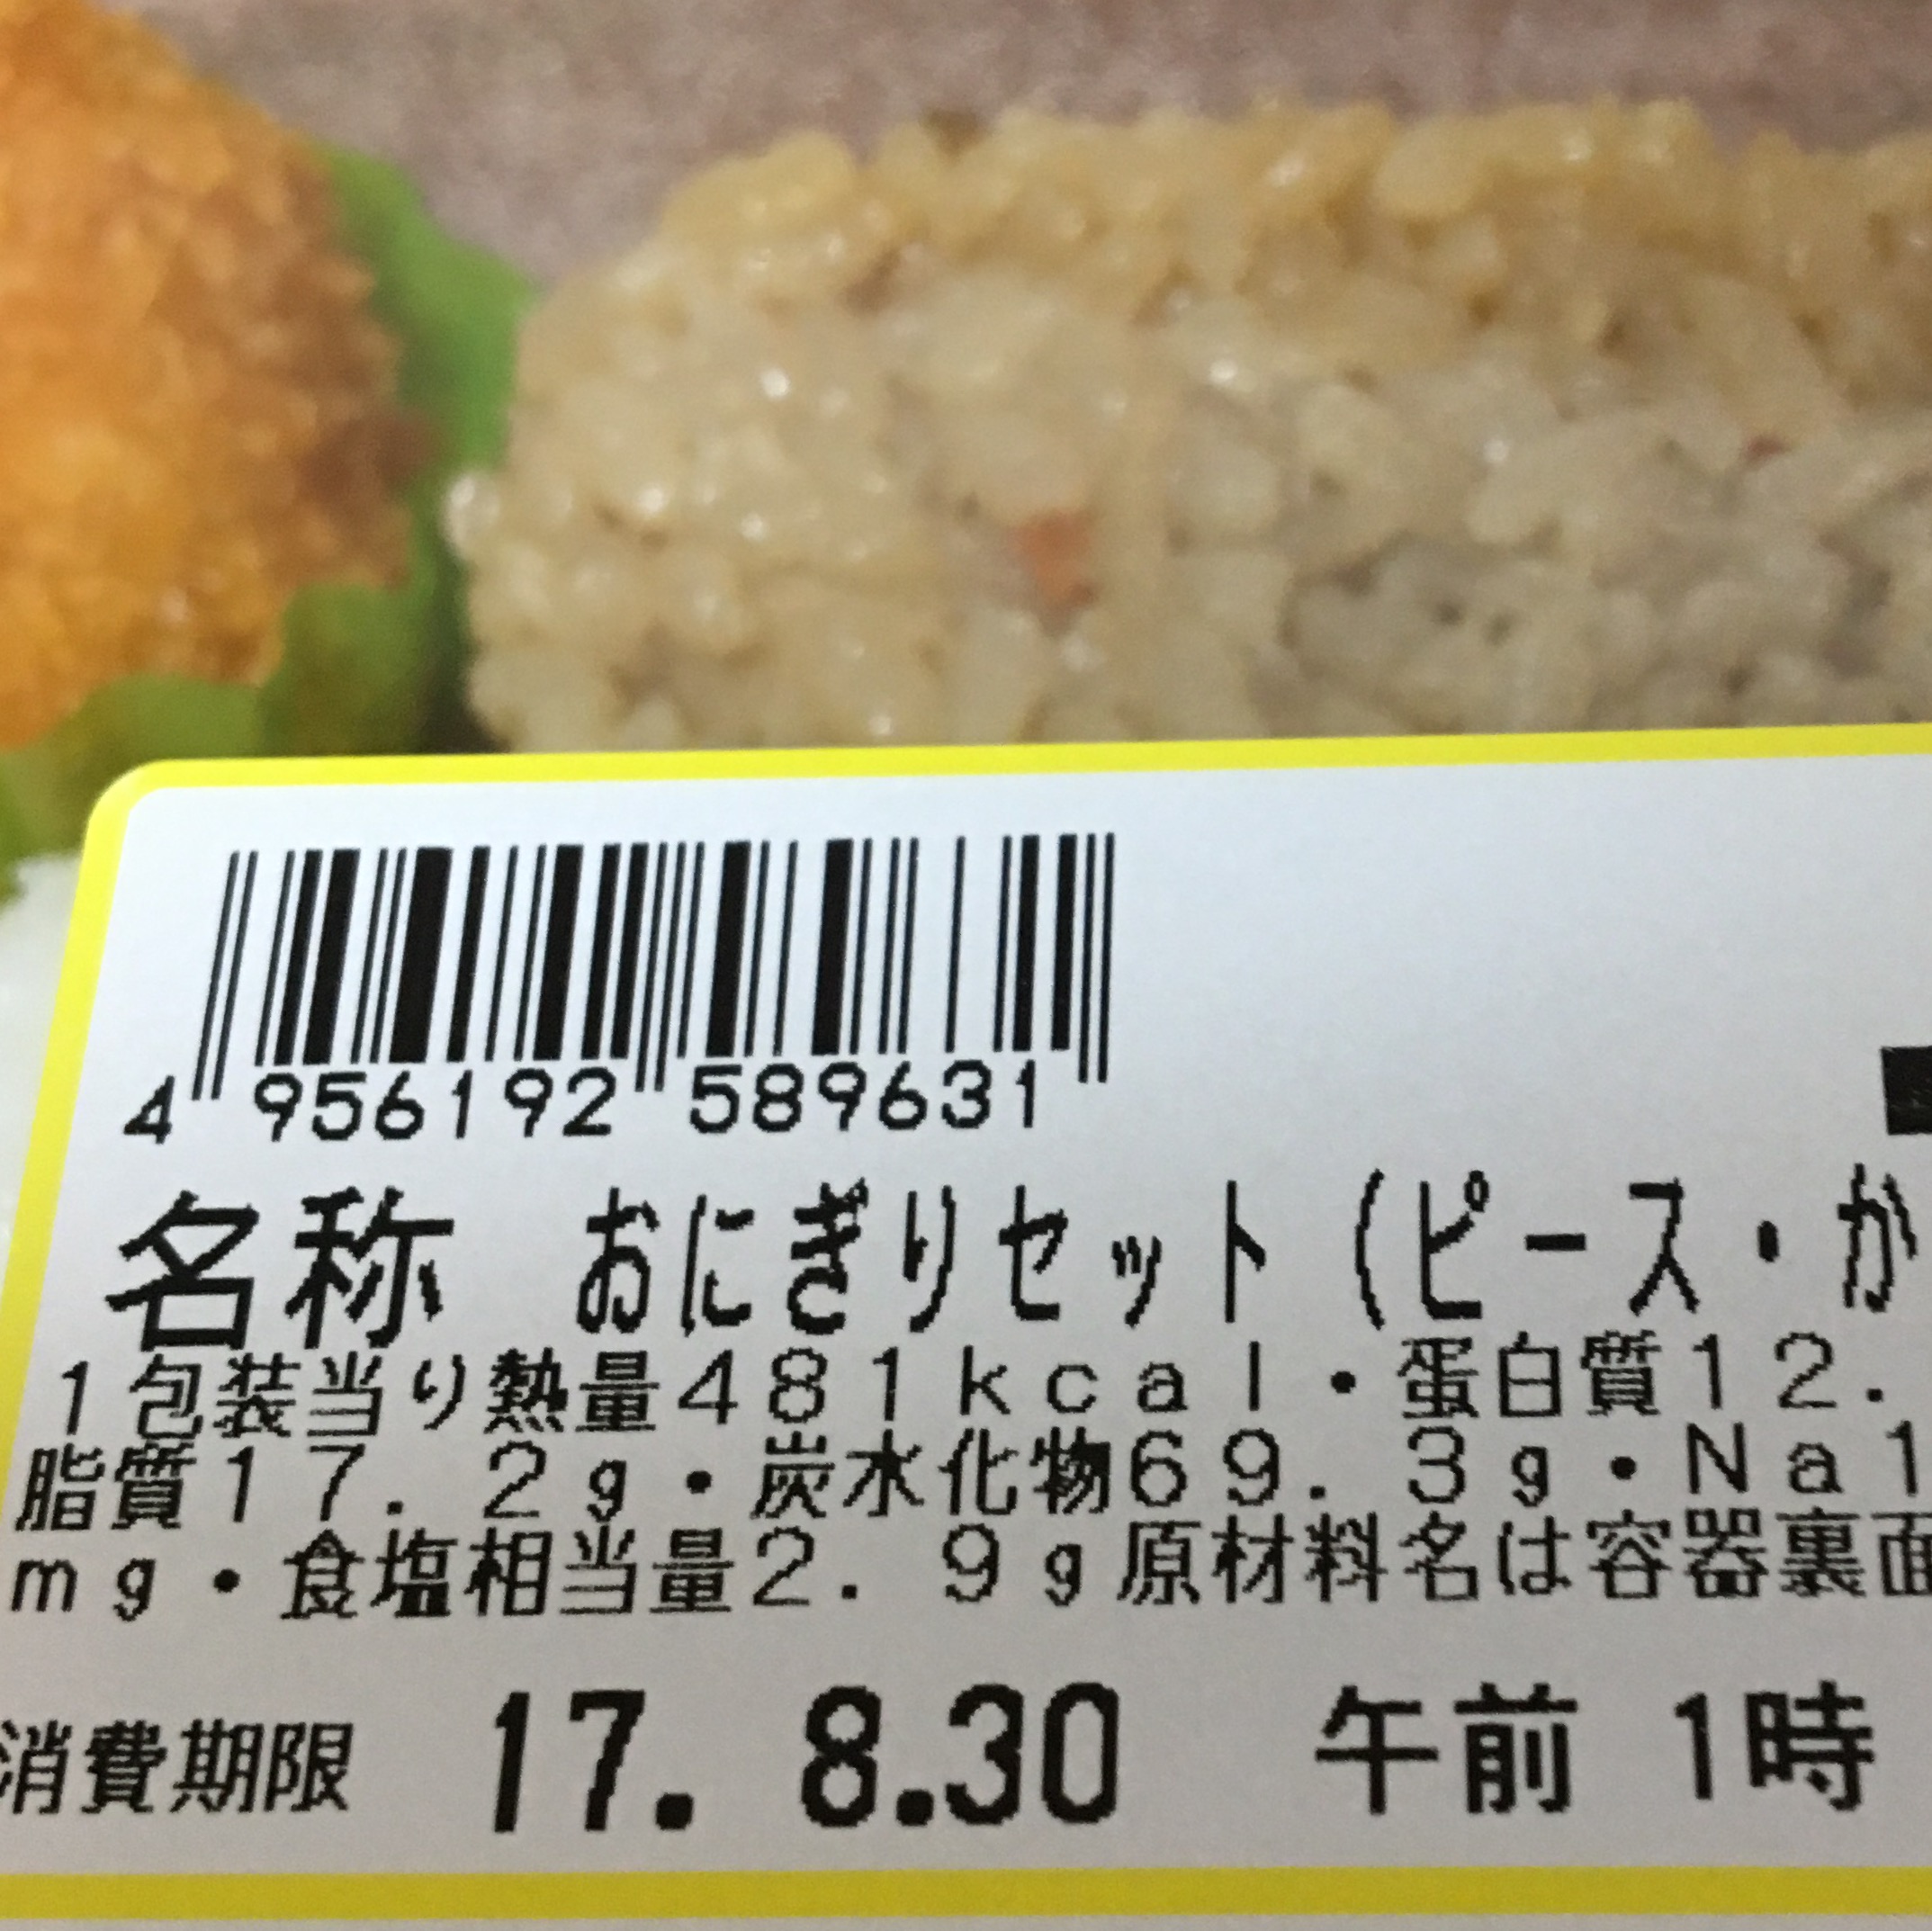 4 956192 589631
名称 おにぎりセット (ピース・か
1包装当り熱量481kcal・蛋白質12.
脂質17.2g・炭水化物69.3g・Na1
mg・食塩相当量2.9g原材料名は容器裏面
消費期限 17. 8.30 午前 1時